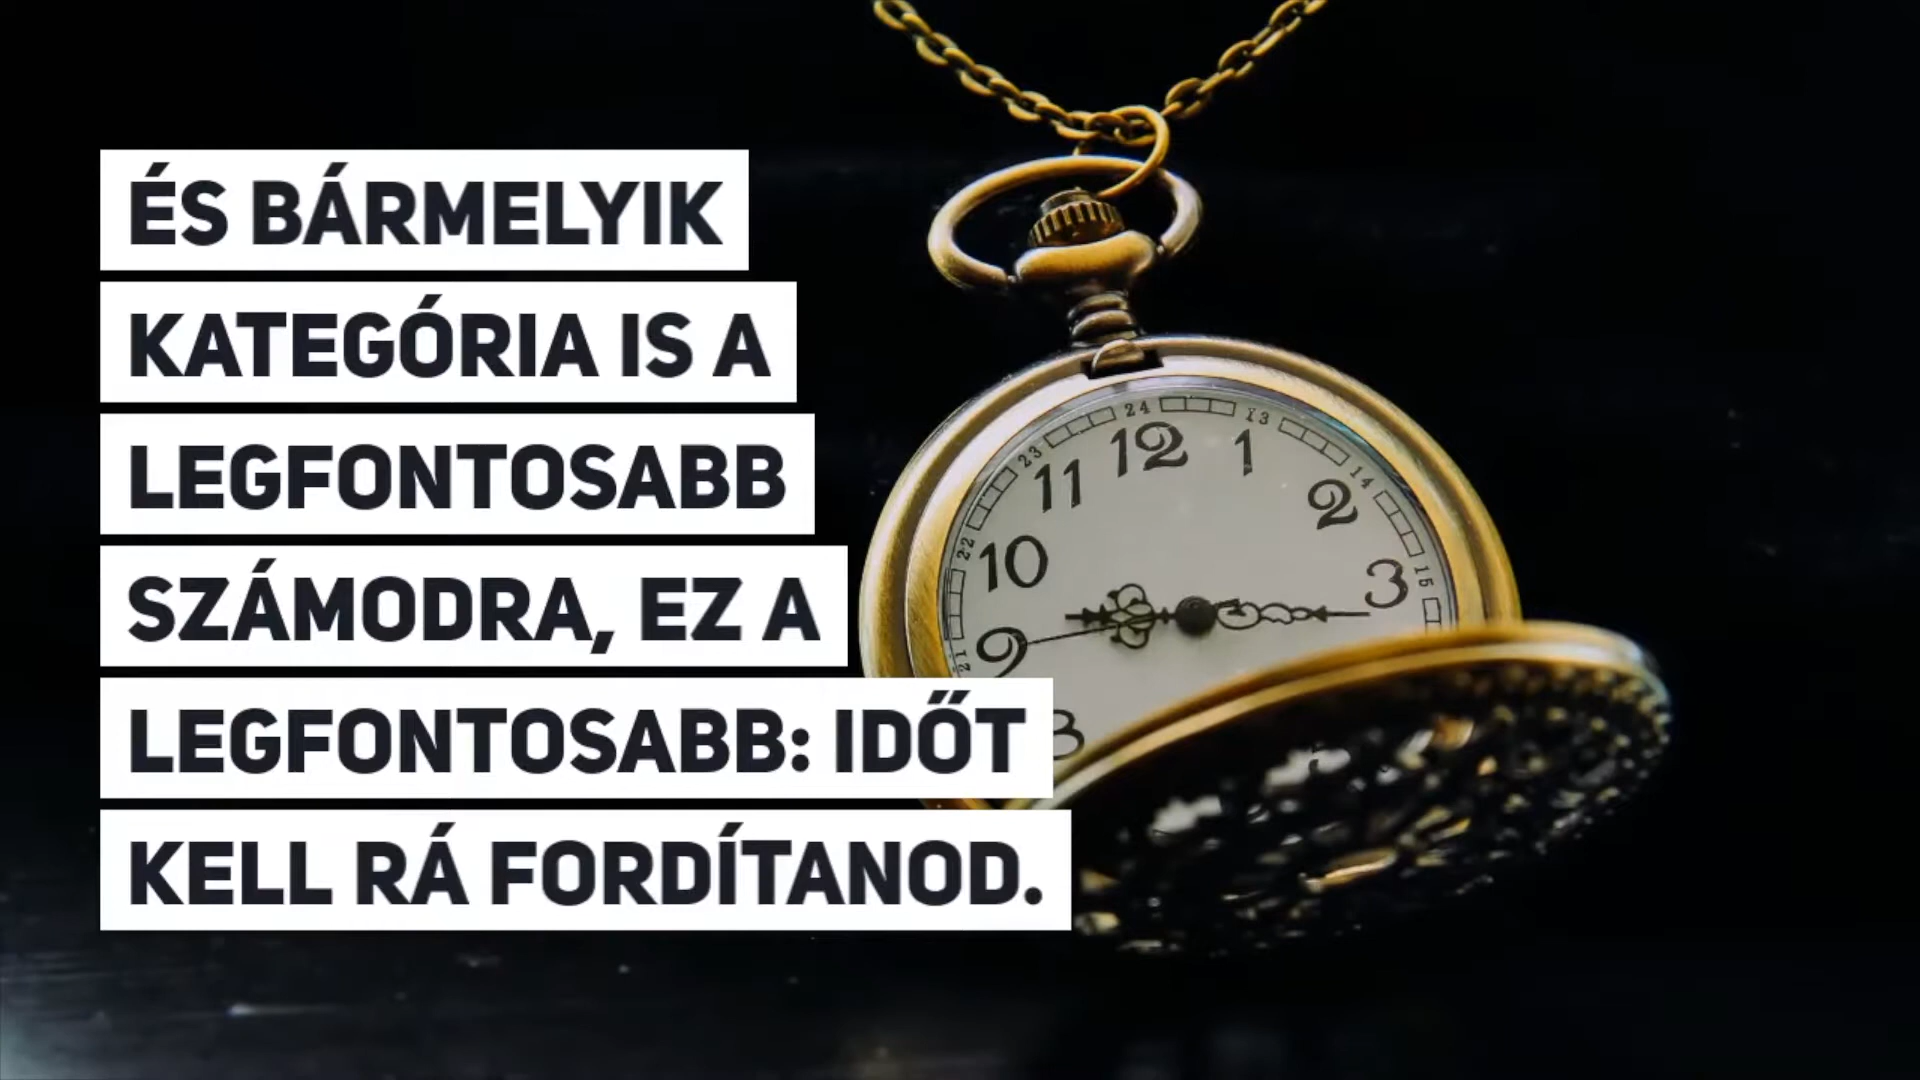 ÉS BÁRMELYIK
KATEGÓRIA IS A
LEGFONTOSABB
SZÁMODRA, EZ A
LEGFONTOSABB: IDŐT
KELL RÁ FORDÍTANOD.
24
13
23
14
22
15
21
12
1
11
2
10
3
9
8